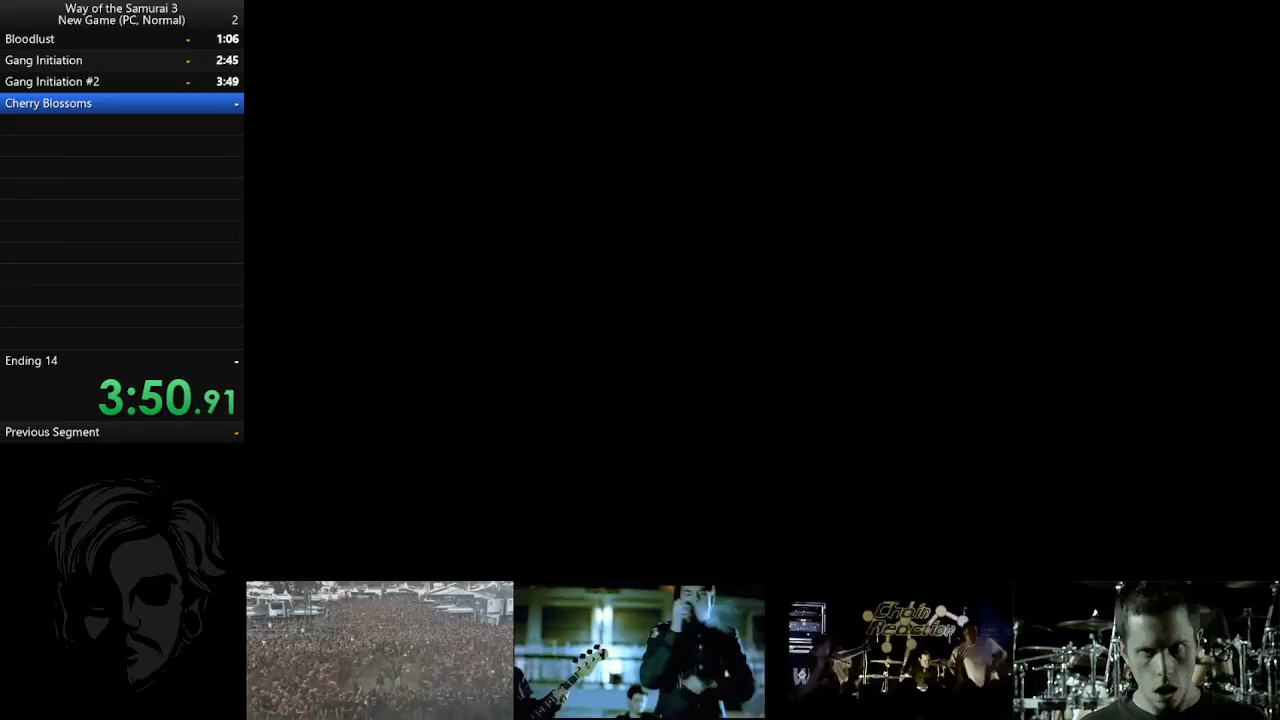 Way of the Samurai 3
New Game (PC, Normal) 2
Bloodlust - 1:06
Gang Initiation - 2:45
Gang Initiation #2 - 3:49
Cherry Blossoms -
Ending 14 -
3:50.91
Previous Segment -
Chain
Reaction